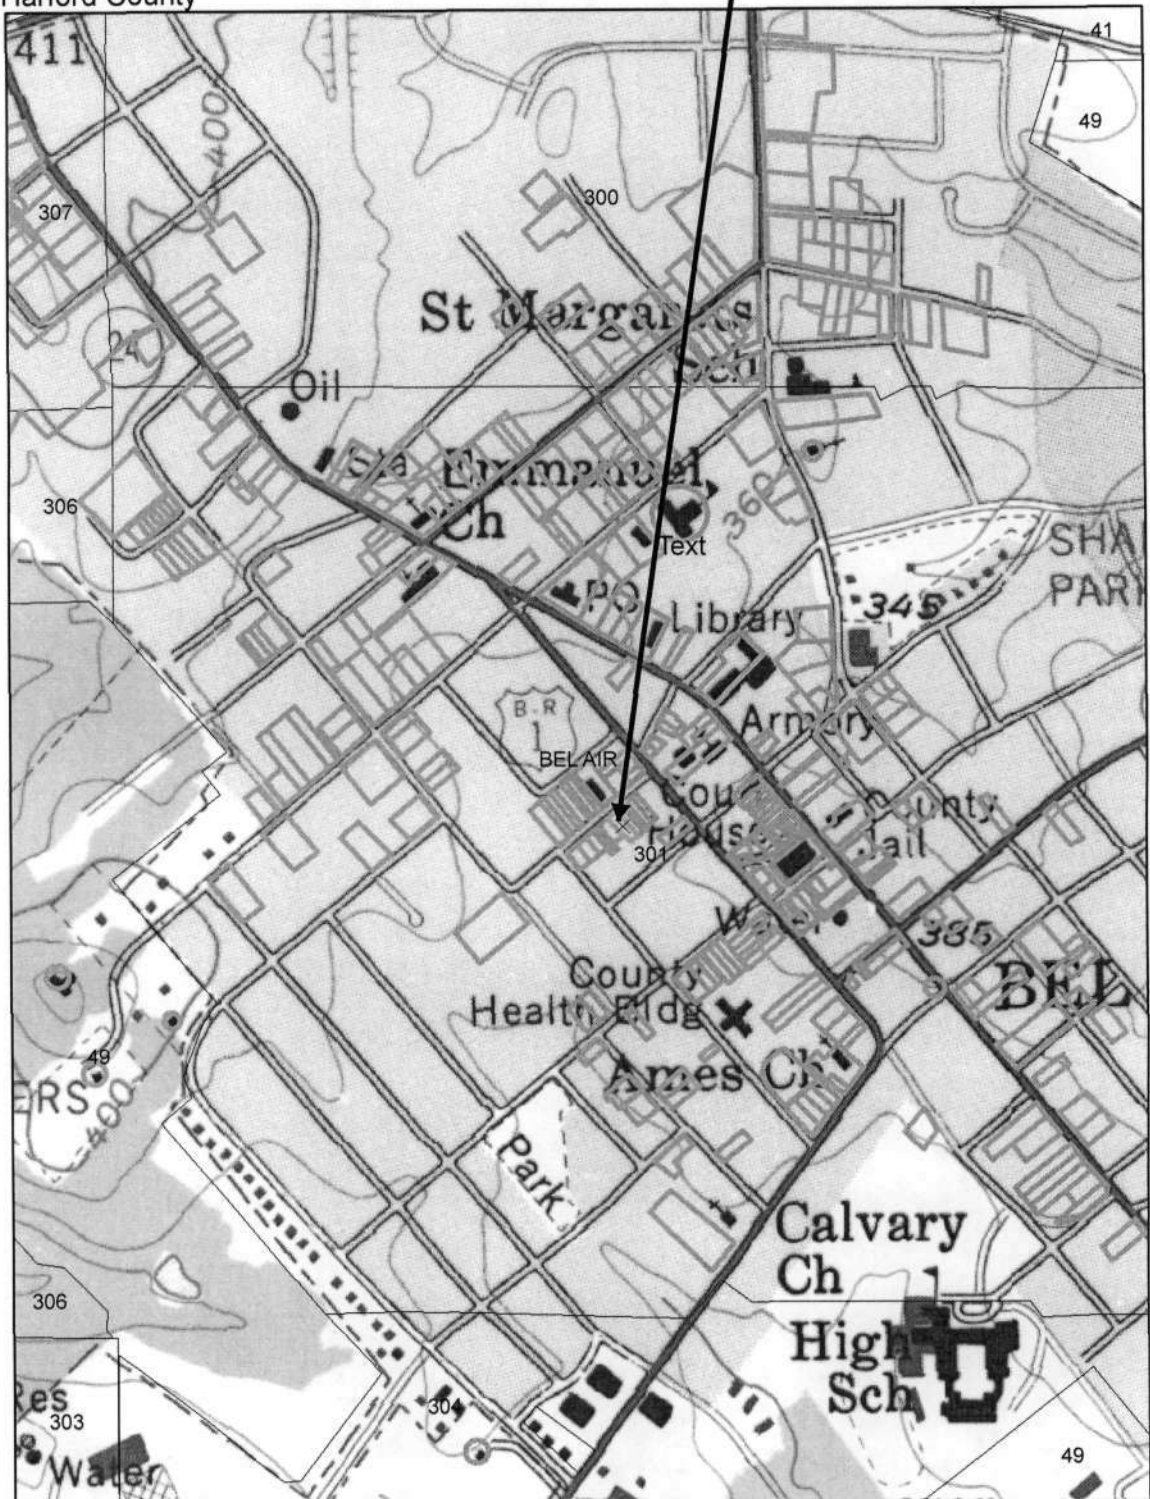 Harford County
41
411
49
400
307
300
St Margarets
Sch
24
Oil
Sta
Emmanuel
Ch
306
360
Text
SHA
PARK
PO
345
Library
B-R
1
Armory
BEL AIR
Court
House
County
Jail
301
Water
385
BEL
County
Health Bldg
49
Ames Ch
ERS
400
Park
Calvary
Ch
306
High
Sch
Res
303
304
49
Water